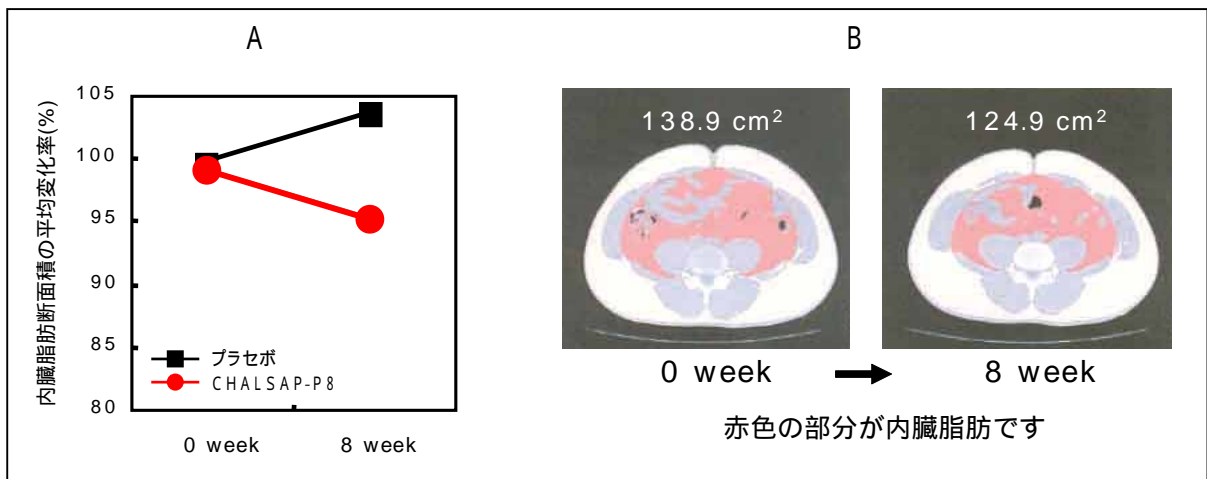 A
内臓脂肪断面積の平均変化率(%)
105
100
95
90
85
80
プラセボ
CHALSAP-P8
0 week 8 week
B
138.9 cm²
124.9 cm²
0 week
8 week
赤色の部分が内臓脂肪です